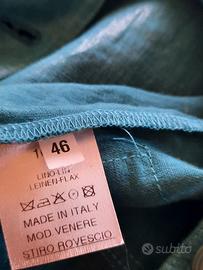 46
LINO-LIN
LEINEN-FLAX
MADE IN ITALY
MOD. VENERE
STIRO ROVESCIO
subito